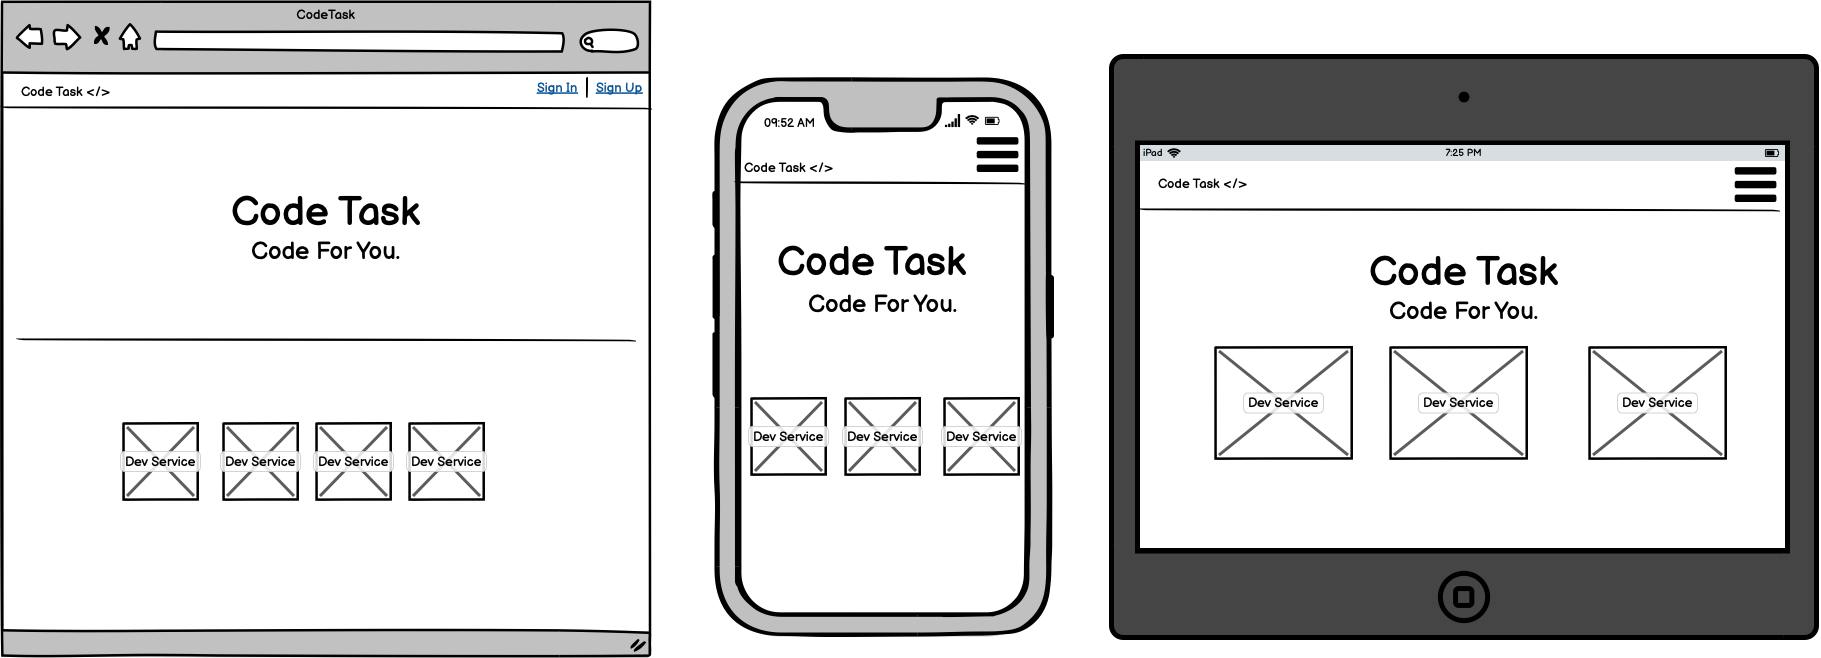 CodeTask
Code Task </>
Sign In | Sign Up
Code Task
Code For You.
Dev Service
Dev Service
Dev Service
Dev Service
09:52 AM
Code Task </>
Code Task
Code For You.
Dev Service
Dev Service
Dev Service
iPad
7:25 PM
Code Task </>
Code Task
Code For You.
Dev Service
Dev Service
Dev Service